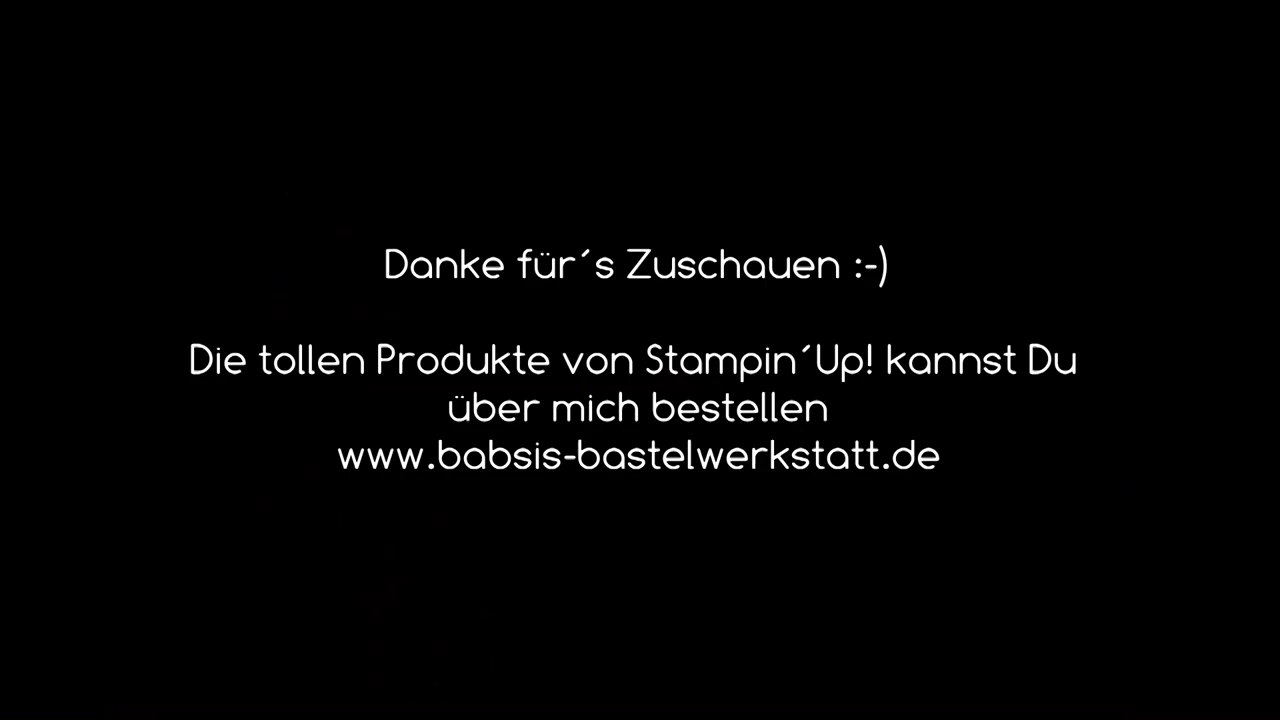 Danke für´s Zuschauen :-)
Die tollen Produkte von Stampin´Up! kannst Du
über mich bestellen
www.babsis-bastelwerkstatt.de